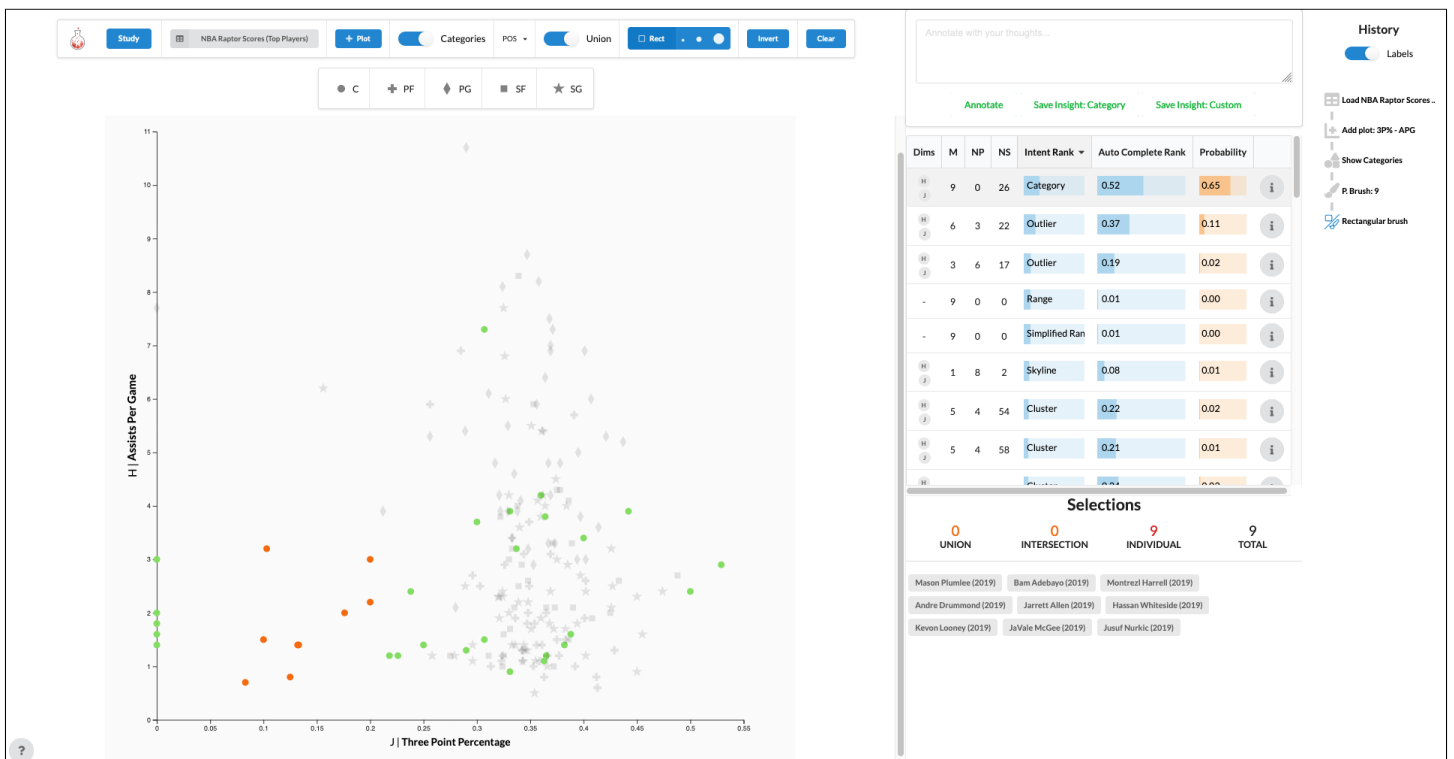 Study
NBA Raptor Scores (Top Players)
+ Plot
Categories
POS
Union
Rect
Invert
Clear
C
PF
PG
SF
SG
11
10
9
8
7
6
5
4
3
2
1
0
H | Assists Per Game
0
0.05
0.1
0.15
0.2
0.25
0.3
0.35
0.4
0.45
0.5
0.55
J | Three Point Percentage
?
Annotate with your thoughts...
Annotate Save Insight: Category Save Insight: Custom
Dims M NP NS Intent Rank Auto Complete Rank Probability
H J 9 0 26 Category 0.52 0.65 i
H J 6 3 22 Outlier 0.37 0.11 i
H J 3 6 17 Outlier 0.19 0.02 i
- 9 0 0 Range 0.01 0.00 i
- 9 0 0 Simplified Ran 0.01 0.00 i
H J 1 8 2 Skyline 0.08 0.01 i
H J 5 4 54 Cluster 0.22 0.02 i
H J 5 4 58 Cluster 0.21 0.01 i
Selections
0 0 9 9
UNION INTERSECTION INDIVIDUAL TOTAL
Mason Plumlee (2019) Bam Adebayo (2019) Montrezl Harrell (2019)
Andre Drummond (2019) Jarrett Allen (2019) Hassan Whiteside (2019)
Kevon Looney (2019) JaVale McGee (2019) Jusuf Nurkic (2019)
History
Labels
Load NBA Raptor Scores ..
Add plot: 3P% - APG
Show Categories
P. Brush: 9
Rectangular brush